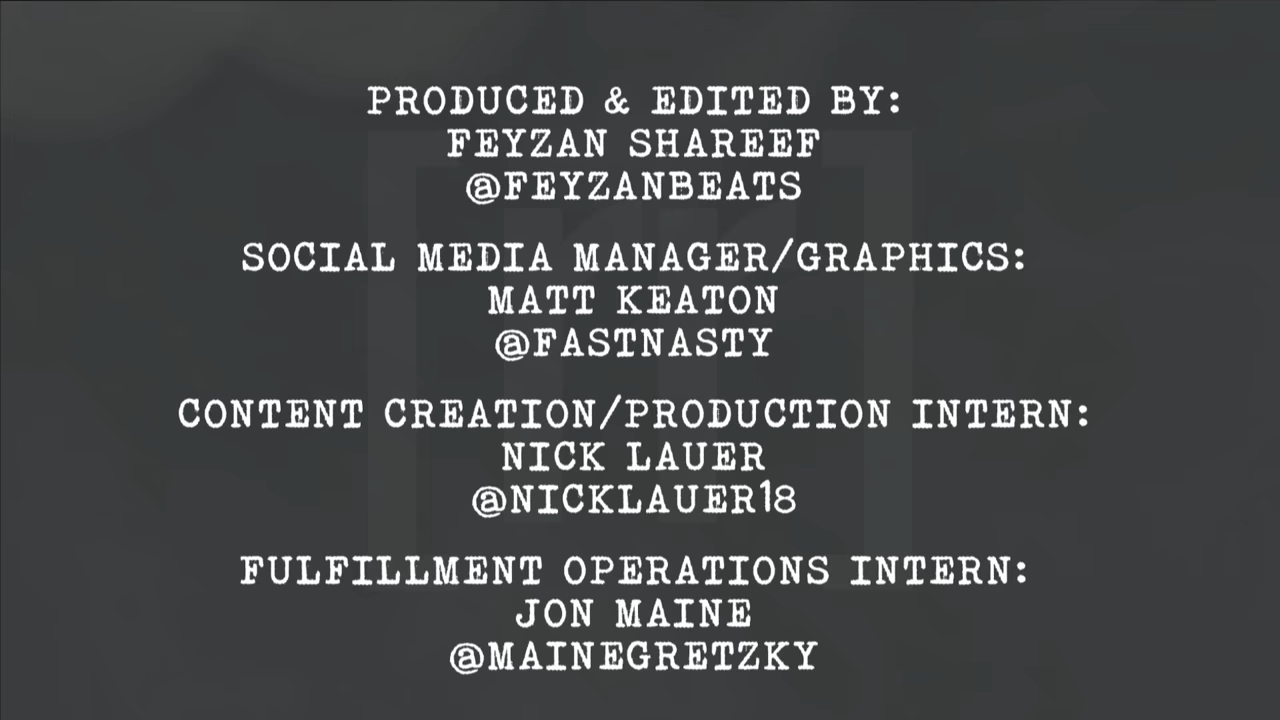 PRODUCED & EDITED BY:
FEYZAN SHAREEF
@FEYZANBEATS
SOCIAL MEDIA MANAGER/GRAPHICS:
MATT KEATON
@FASTNASTY
CONTENT CREATION/PRODUCTION INTERN:
NICK LAUER
@NICKLAUER18
FULFILLMENT OPERATIONS INTERN:
JON MAINE
@MAINEGRETZKY